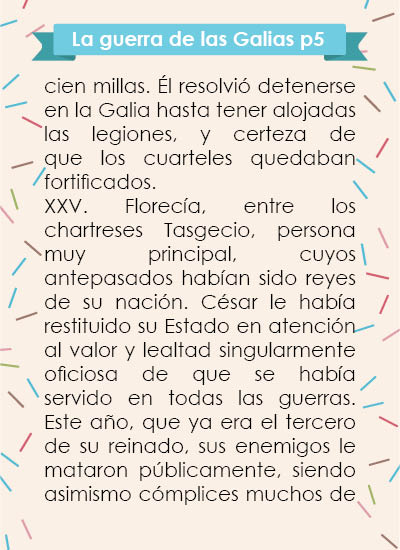 La guerra de las Galias p5
cien millas. Él resolvió detenerse
en la Galia hasta tener alojadas
las legiones, y certeza de
que los cuarteles quedaban
fortificados.
XXV. Florecía, entre los
chartreses Tasgecio, persona
muy principal, cuyos
antepasados habían sido reyes
de su nación. César le había
restituido su Estado en atención
al valor y lealtad singularmente
oficiosa de que se había
servido en todas las guerras.
Este año, que ya era el tercero
de su reinado, sus enemigos le
mataron públicamente, siendo
asimismo cómplices muchos de